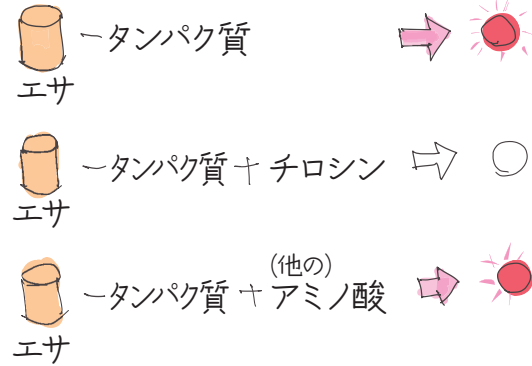 エサ ータンパク質
エサ ータンパク質 + チロシン
エサ ータンパク質 + (他の)アミノ酸